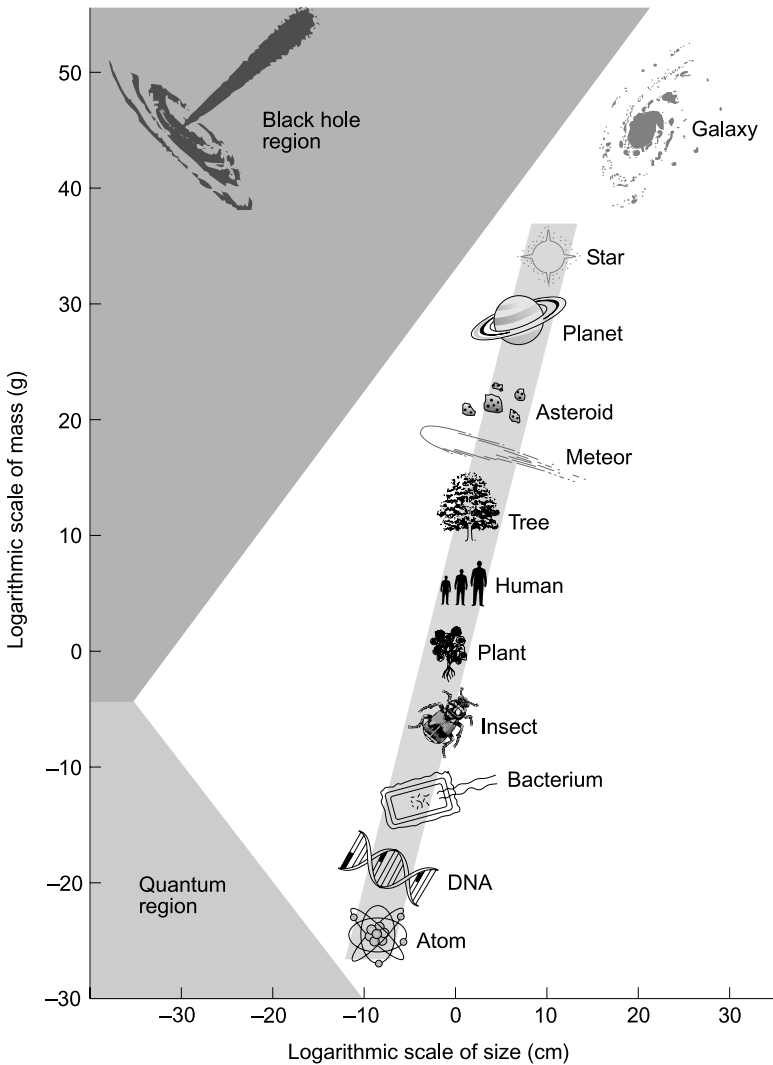 50
Black hole
region
Galaxy
40
Star
30
Planet
Asteroid
20
Meteor
Tree
10
Human
0
Plant
Insect
–10
Bacterium
–20
Quantum
region
DNA
Atom
–30
–30
–20
–10
0
10
20
30
Logarithmic scale of mass (g)
Logarithmic scale of size (cm)